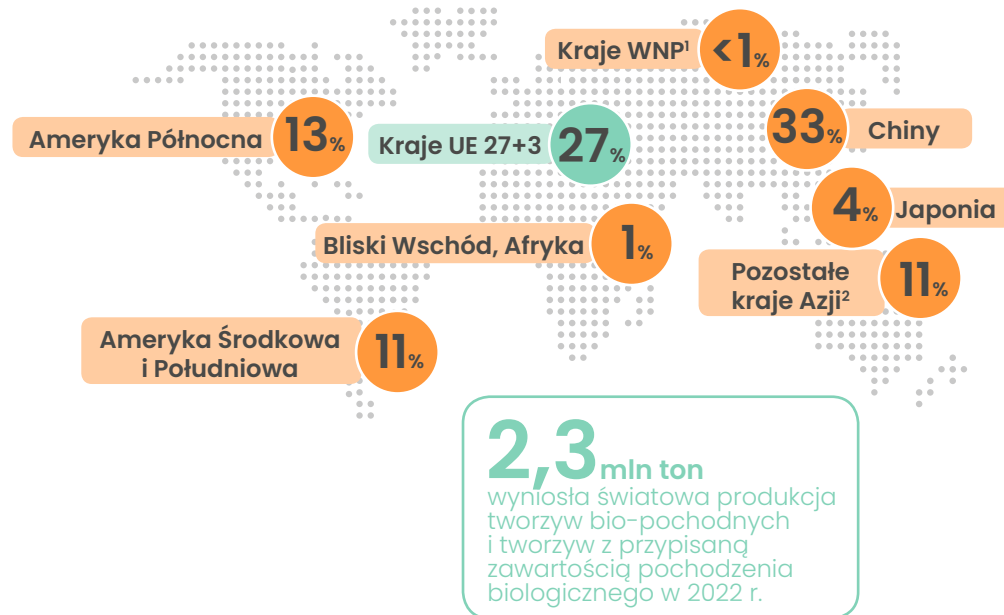 Kraje WNP¹ <1%
Ameryka Północna 13%
Kraje UE 27+3 27%
33% Chiny
4% Japonia
Bliski Wschód, Afryka 1%
Pozostałe
kraje Azji² 11%
Ameryka Środkowa
i Południowa 11%
2,3 mln ton
wyniosła światowa produkcja
tworzyw bio-pochodnych
i tworzyw z przypisaną
zawartością pochodzenia
biologicznego w 2022 r.